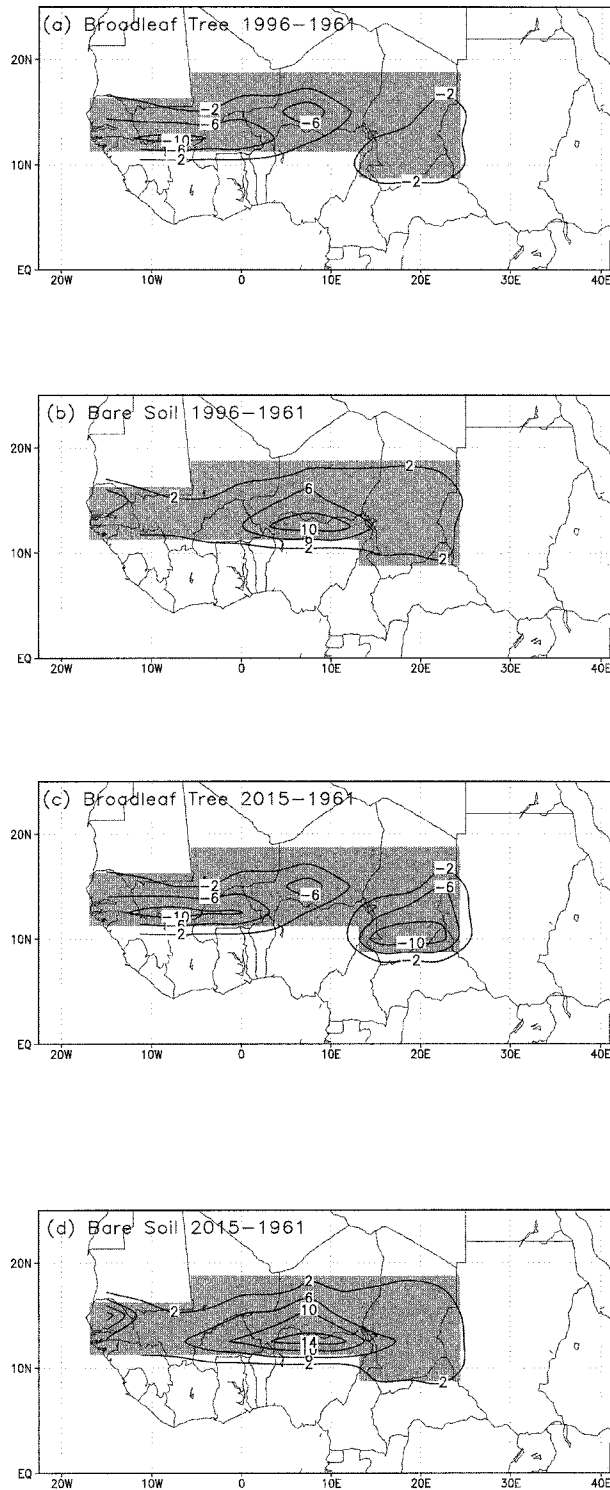 (a) Broadleaf Tree 1996-1961
20N
10N
EQ
-2
-6
-10
-6
-2
-6
-2
-2
20W 10W 0 10E 20E 30E 40E
(b) Bare Soil 1996-1961
20N
10N
EQ
2
2
6
10
2
2
20W 10W 0 10E 20E 30E 40E
(c) Broadleaf Tree 2015-1961
20N
10N
EQ
-2
-6
-10
-6
-2
-6
-2
-6
-10
-2
20W 10W 0 10E 20E 30E 40E
(d) Bare Soil 2015-1961
20N
10N
EQ
2
2
6
10
14
2
2
20W 10W 0 10E 20E 30E 40E